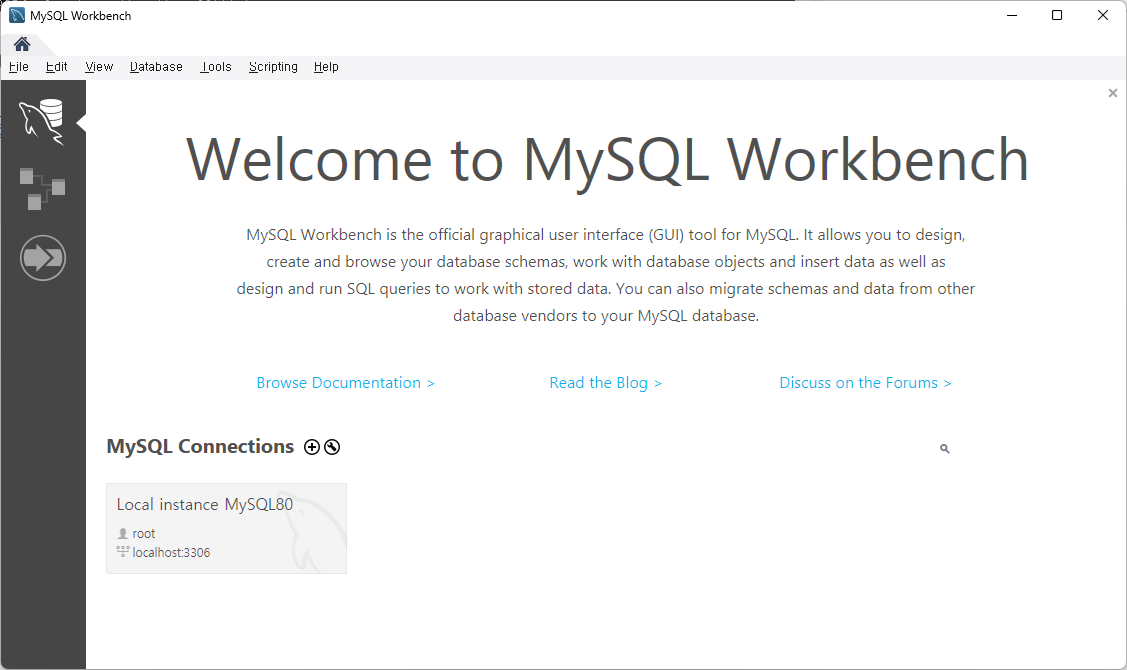 MySQL Workbench
File Edit View Database Tools Scripting Help
Welcome to MySQL Workbench
MySQL Workbench is the official graphical user interface (GUI) tool for MySQL. It allows you to design,
create and browse your database schemas, work with database objects and insert data as well as
design and run SQL queries to work with stored data. You can also migrate schemas and data from other
database vendors to your MySQL database.
Browse Documentation > Read the Blog > Discuss on the Forums >
MySQL Connections
Local instance MySQL80
root
localhost:3306